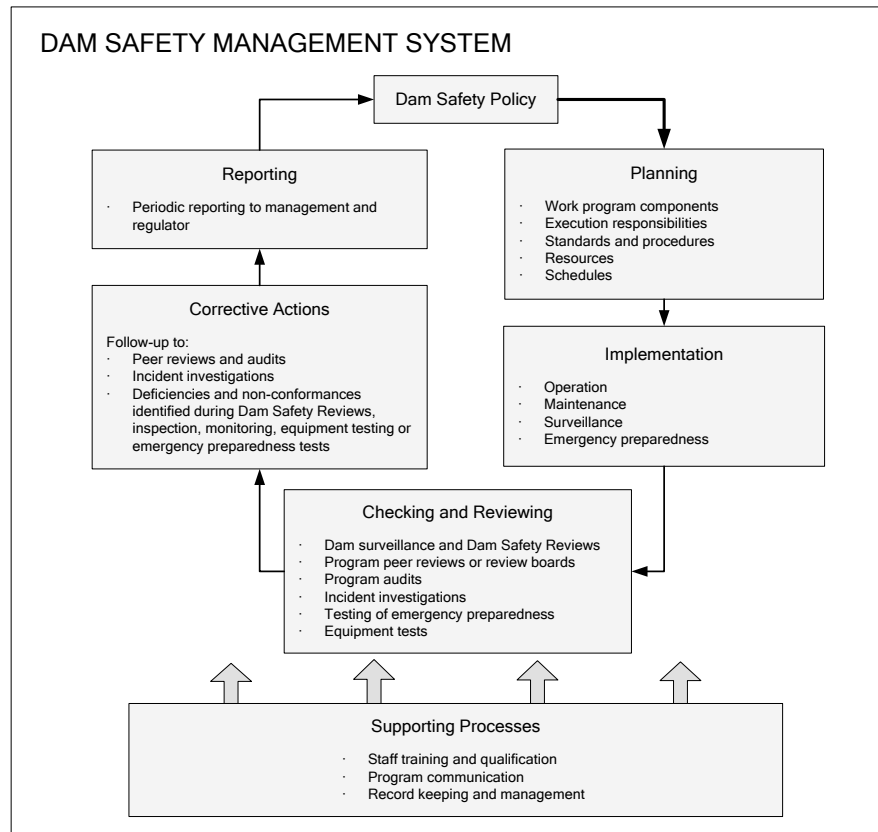 DAM SAFETY MANAGEMENT SYSTEM
Dam Safety Policy
Reporting
· Periodic reporting to management and
regulator
Planning
· Work program components
· Execution responsibilities
· Standards and procedures
· Resources
· Schedules
Corrective Actions
Follow-up to:
· Peer reviews and audits
· Incident investigations
· Deficiencies and non-conformances
identified during Dam Safety Reviews,
inspection, monitoring, equipment testing or
emergency preparedness tests
Implementation
· Operation
· Maintenance
· Surveillance
· Emergency preparedness
Checking and Reviewing
· Dam surveillance and Dam Safety Reviews
· Program peer reviews or review boards
· Program audits
· Incident investigations
· Testing of emergency preparedness
· Equipment tests
Supporting Processes
· Staff training and qualification
· Program communication
· Record keeping and management